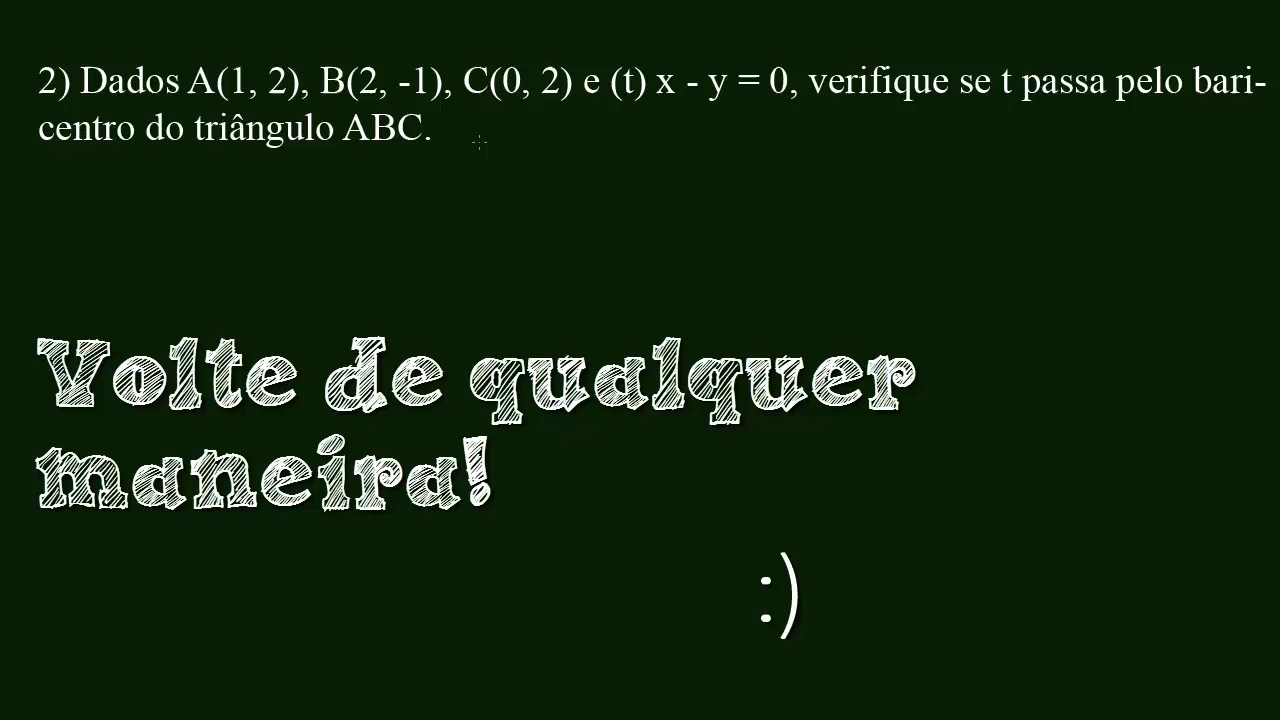 2) Dados A(1, 2), B(2, -1), C(0, 2) e (t) x - y = 0, verifique se t passa pelo bari-
centro do triângulo ABC.
Volte de qualquer
maneira!
:)